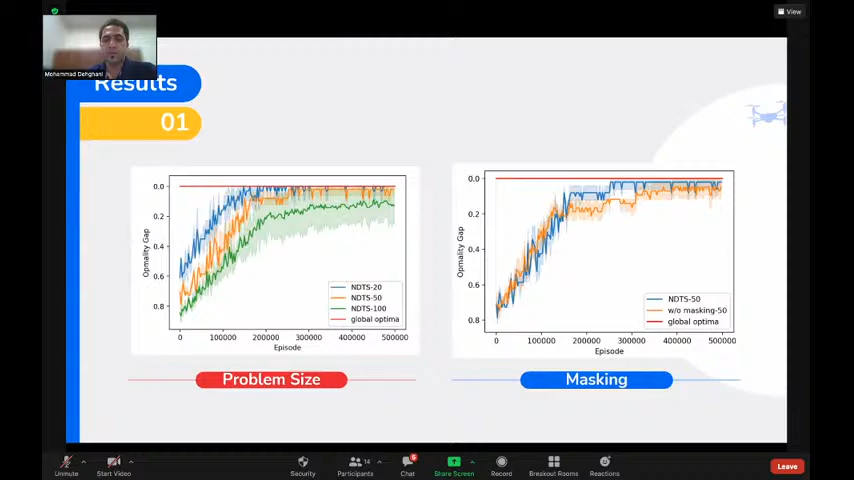 View
Mohammad Dehghani
Results
01
0.0
0.2
0.4
0.6
0.8
Opmality Gap
NDTS-20
NDTS-50
NDTS-100
global optima
0
100000
200000
300000
400000
500000
Episode
Problem Size
0.0
0.2
0.4
0.6
0.8
Opmality Gap
NDTS-50
w/o masking-50
global optima
0
100000
200000
300000
400000
500000
Episode
Masking
Unmute
Start Video
Security
14
Participants
6
Chat
Share Screen
Record
Breakout Rooms
Reactions
Leave